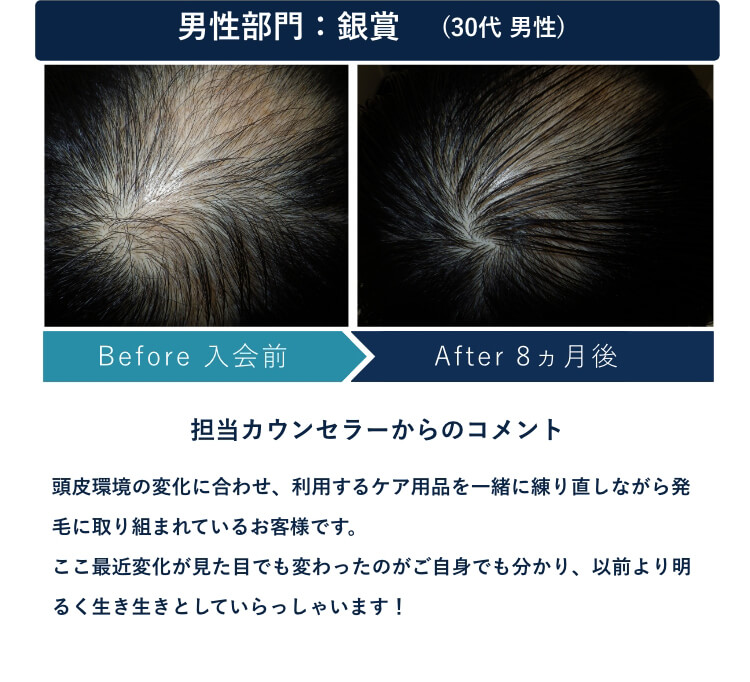 男性部門：銀賞 (30代 男性)
Before 入会前 After 8ヵ月後
担当カウンセラーからのコメント
頭皮環境の変化に合わせ、利用するケア用品を一緒に練り直しながら発
毛に取り組まれているお客様です。
ここ最近変化が見た目でも変わったのがご自身でも分かり、以前より明
るく生き生きとしていらっしゃいます！